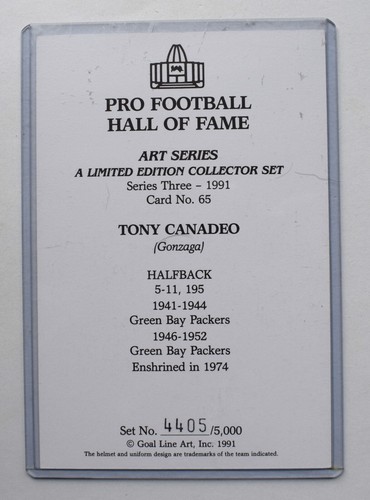 PRO FOOTBALL
HALL OF FAME
ART SERIES
A LIMITED EDITION COLLECTOR SET
Series Three – 1991
Card No. 65
TONY CANADEO
(Gonzaga)
HALFBACK
5-11, 195
1941-1944
Green Bay Packers
1946-1952
Green Bay Packers
Enshrined in 1974
Set No. 4405/5,000
© Goal Line Art, Inc. 1991
The helmet and uniform design are trademarks of the team indicated.